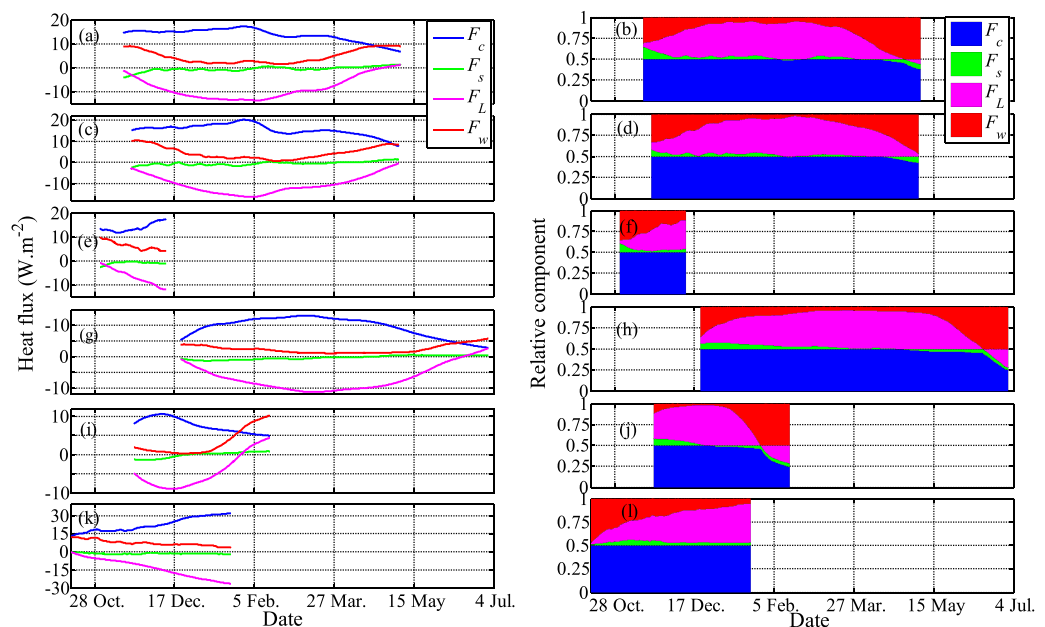 (a)
20
10
0
-10
F_c
F_s
F_L
F_w
(c)
20
10
0
-10
(e)
20
10
0
-10
(g)
-10
0
-10
(i)
10
0
-10
(k)
30
15
0
-15
-30
28 Oct.
17 Dec.
5 Feb.
27 Mar.
15 May
4 Jul.
Date
Heat flux (W.m⁻²)
(b)
1
0.75
0.5
0.25
0
F_c
F_s
F_L
F_w
(d)
1
0.75
0.5
0.25
0
(f)
1
0.75
0.5
0.25
0
(h)
1
0.75
0.5
0.25
0
(j)
1
0.75
0.5
0.25
0
(l)
1
0.75
0.5
0.25
0
28 Oct.
17 Dec.
5 Feb.
27 Mar.
15 May
4 Jul.
Date
Relative component